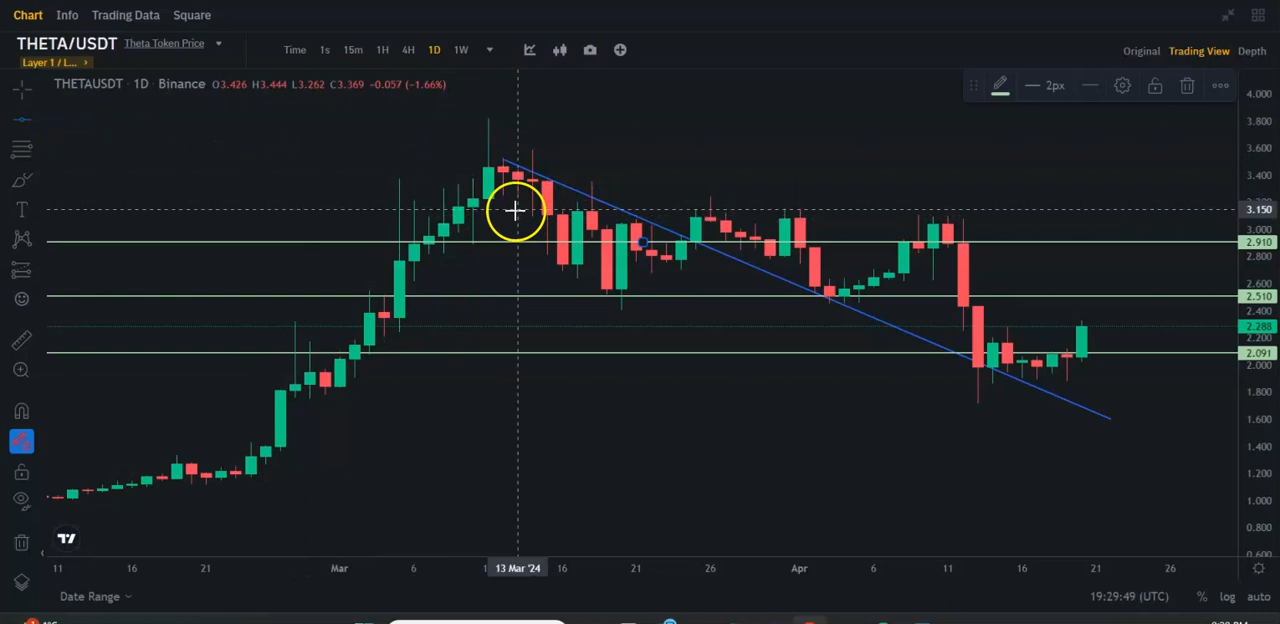 Chart Info Trading Data Square
THETA/USDT Theta Token Price
Layer 1 / L... >
Time 1s 15m 1H 4H 1D 1W
Original Trading View Depth
THETAUSDT · 1D · Binance O3.426 H3.444 L3.262 C3.369 -0.057 (-1.66%)
2px
4.000
3.800
3.600
3.400
3.150
3.000
2.910
2.800
2.600
2.510
2.400
2.288
2.200
2.091
2.000
1.800
1.600
1.400
1.200
1.000
0.800
0.600
11 16 21 Mar 6 13 Mar '24 16 21 26 Apr 6 11 16 21 26
Date Range
19:29:49 (UTC) % log auto